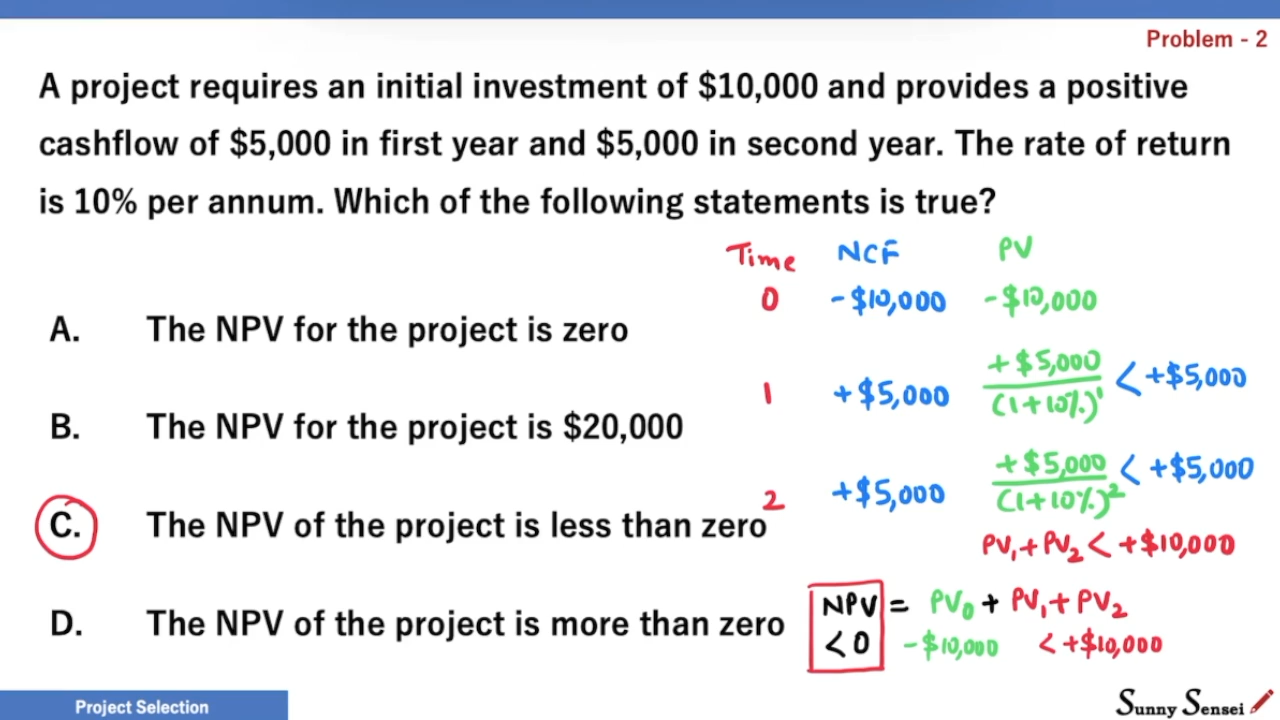 Problem - 2
A project requires an initial investment of $10,000 and provides a positive
cashflow of $5,000 in first year and $5,000 in second year. The rate of return
is 10% per annum. Which of the following statements is true?
Time NCF PV
0 -$10,000 -$10,000
A. The NPV for the project is zero
1 +$5,000 +$5,000 / (1+10%)¹ < +$5,000
B. The NPV for the project is $20,000
2 +$5,000 +$5,000 / (1+10%)² < +$5,000
C. The NPV of the project is less than zero
PV₁+PV₂ < +$10,000
D. The NPV of the project is more than zero
NPV = PV₀ + PV₁+PV₂
<0 -$10,000 <+$10,000
Project Selection
Sunny Sensei